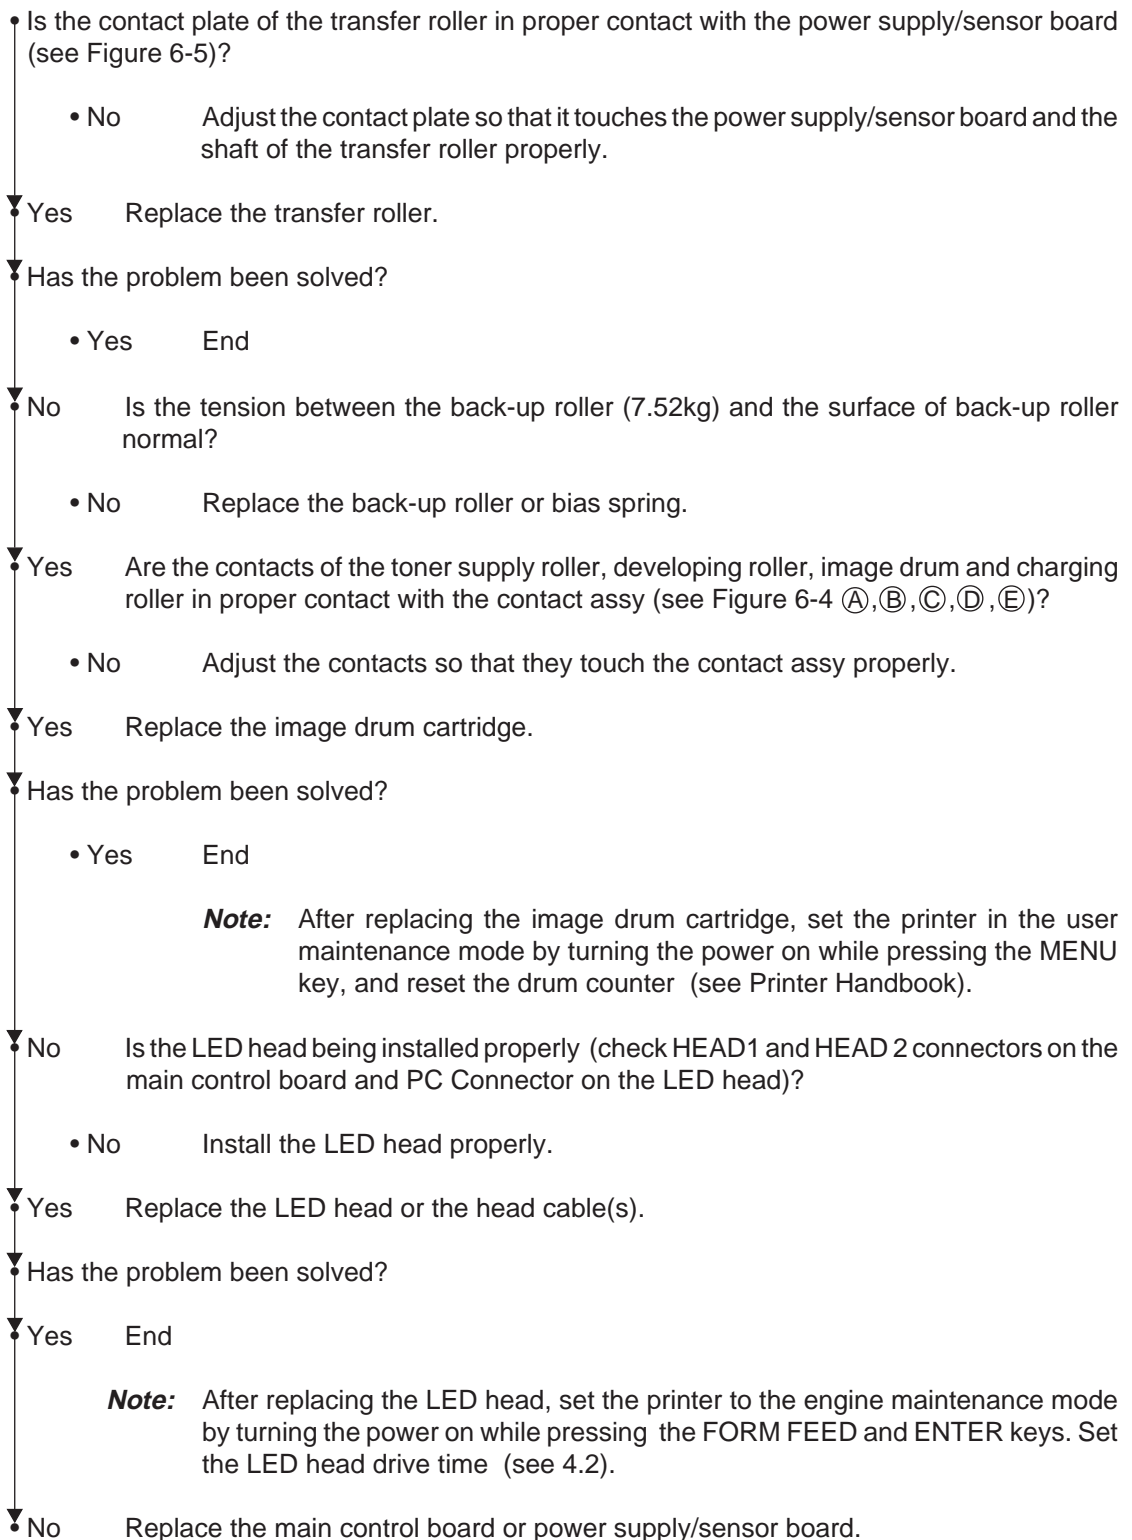 • Is the contact plate of the transfer roller in proper contact with the power supply/sensor board
(see Figure 6-5)?
• No Adjust the contact plate so that it touches the power supply/sensor board and the
shaft of the transfer roller properly.
• Yes Replace the transfer roller.
• Has the problem been solved?
• Yes End
• No Is the tension between the back-up roller (7.52kg) and the surface of back-up roller
normal?
• No Replace the back-up roller or bias spring.
• Yes Are the contacts of the toner supply roller, developing roller, image drum and charging
roller in proper contact with the contact assy (see Figure 6-4 Ⓐ,Ⓑ,Ⓒ,Ⓓ,Ⓔ)?
• No Adjust the contacts so that they touch the contact assy properly.
• Yes Replace the image drum cartridge.
• Has the problem been solved?
• Yes End
Note: After replacing the image drum cartridge, set the printer in the user
maintenance mode by turning the power on while pressing the MENU
key, and reset the drum counter (see Printer Handbook).
• No Is the LED head being installed properly (check HEAD1 and HEAD 2 connectors on the
main control board and PC Connector on the LED head)?
• No Install the LED head properly.
• Yes Replace the LED head or the head cable(s).
• Has the problem been solved?
• Yes End
Note: After replacing the LED head, set the printer to the engine maintenance mode
by turning the power on while pressing the FORM FEED and ENTER keys. Set
the LED head drive time (see 4.2).
• No Replace the main control board or power supply/sensor board.